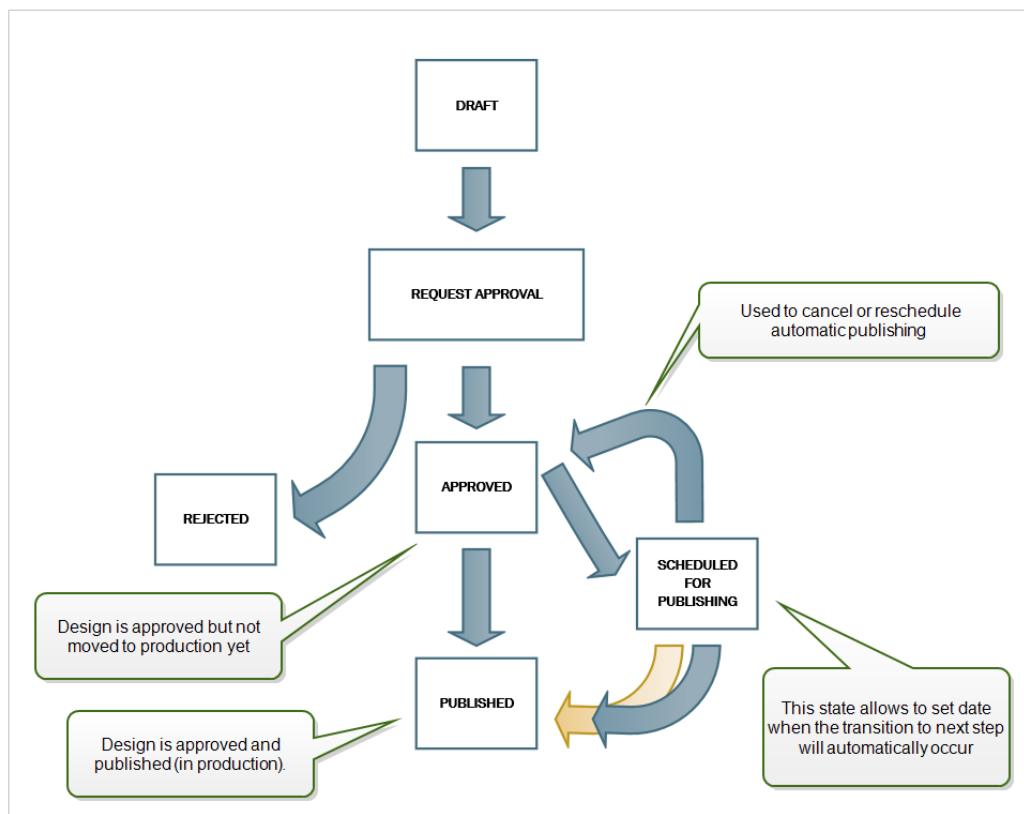 DRAFT
REQUEST APPROVAL
Used to cancel or reschedule
automatic publishing
APPROVED
REJECTED
SCHEDULED
FOR
PUBLISHING
Design is approved but not
moved to production yet
PUBLISHED
This state allows to set date
when the transition to next step
will automatically occur
Design is approved and
published (in production).